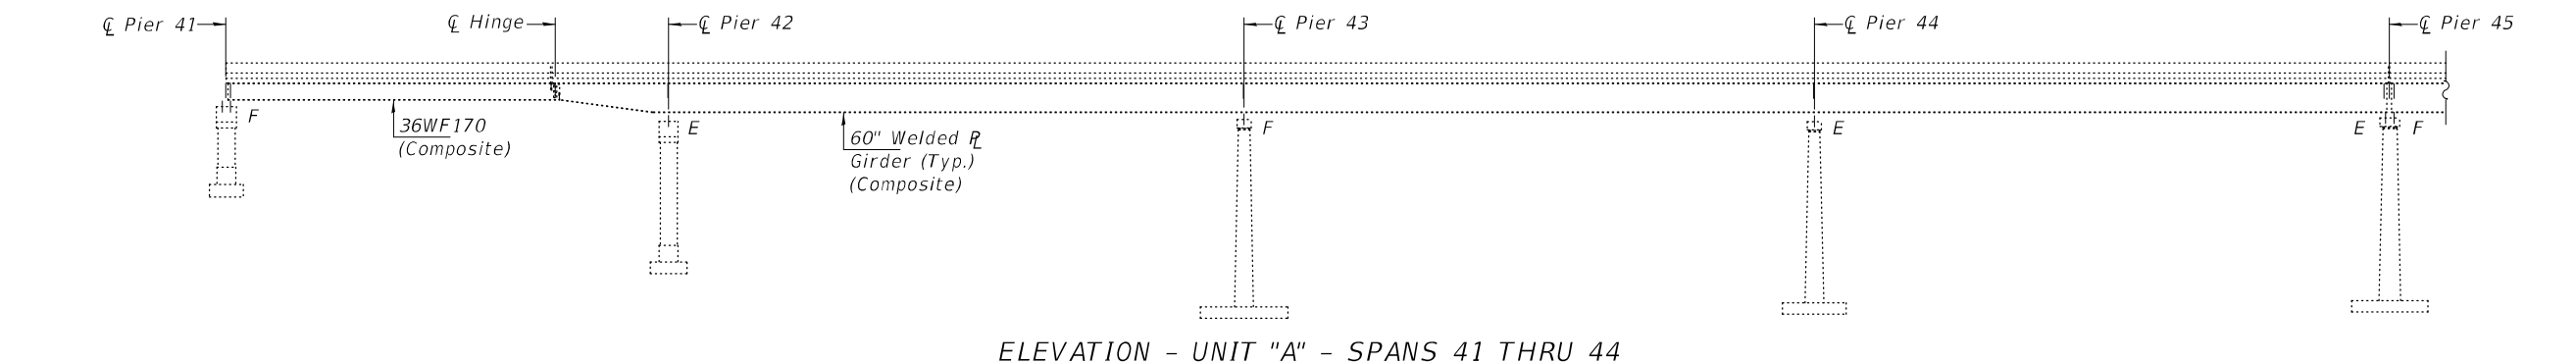 ℄ Pier 41
℄ Hinge
℄ Pier 42
℄ Pier 43
℄ Pier 44
℄ Pier 45
F
36WF170
(Composite)
E
60" Welded ⅊
Girder (Typ.)
(Composite)
F
E
E
F
ELEVATION - UNIT "A" - SPANS 41 THRU 44